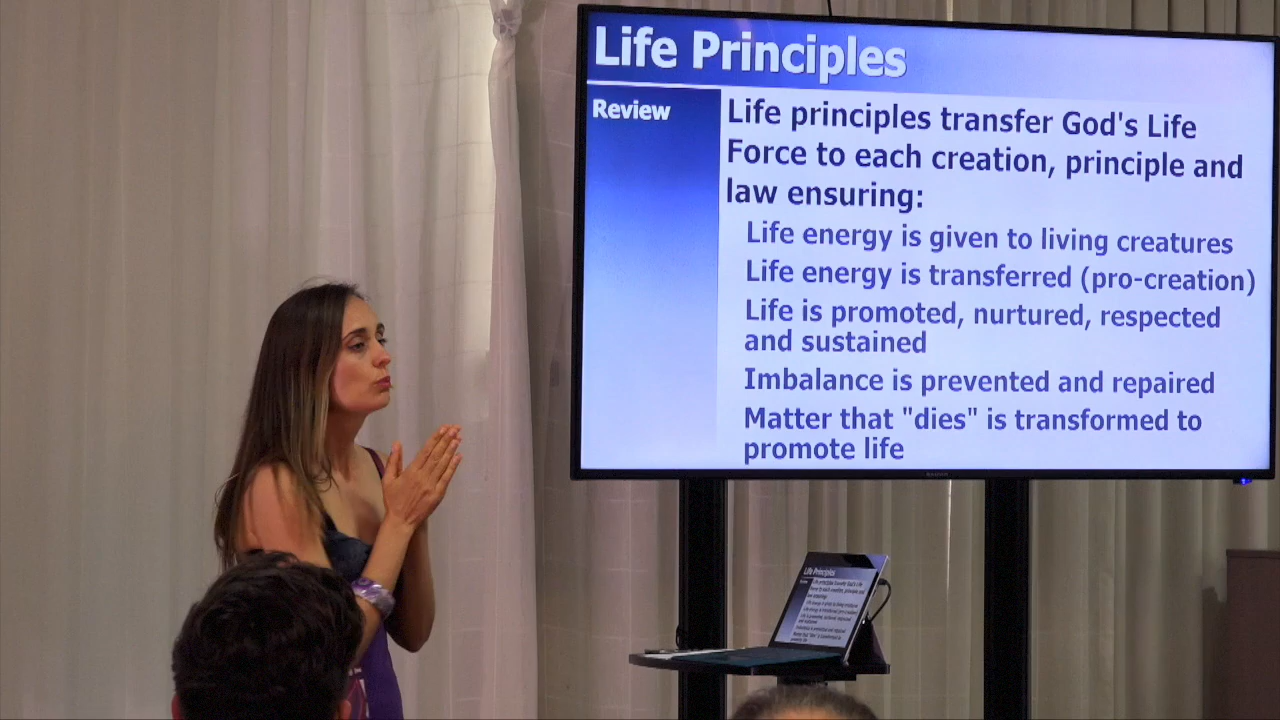 Life Principles
Review
Life principles transfer God's Life
Force to each creation, principle and
law ensuring:
Life energy is given to living creatures
Life energy is transferred (pro-creation)
Life is promoted, nurtured, respected
and sustained
Imbalance is prevented and repaired
Matter that "dies" is transformed to
promote life
Life Principles